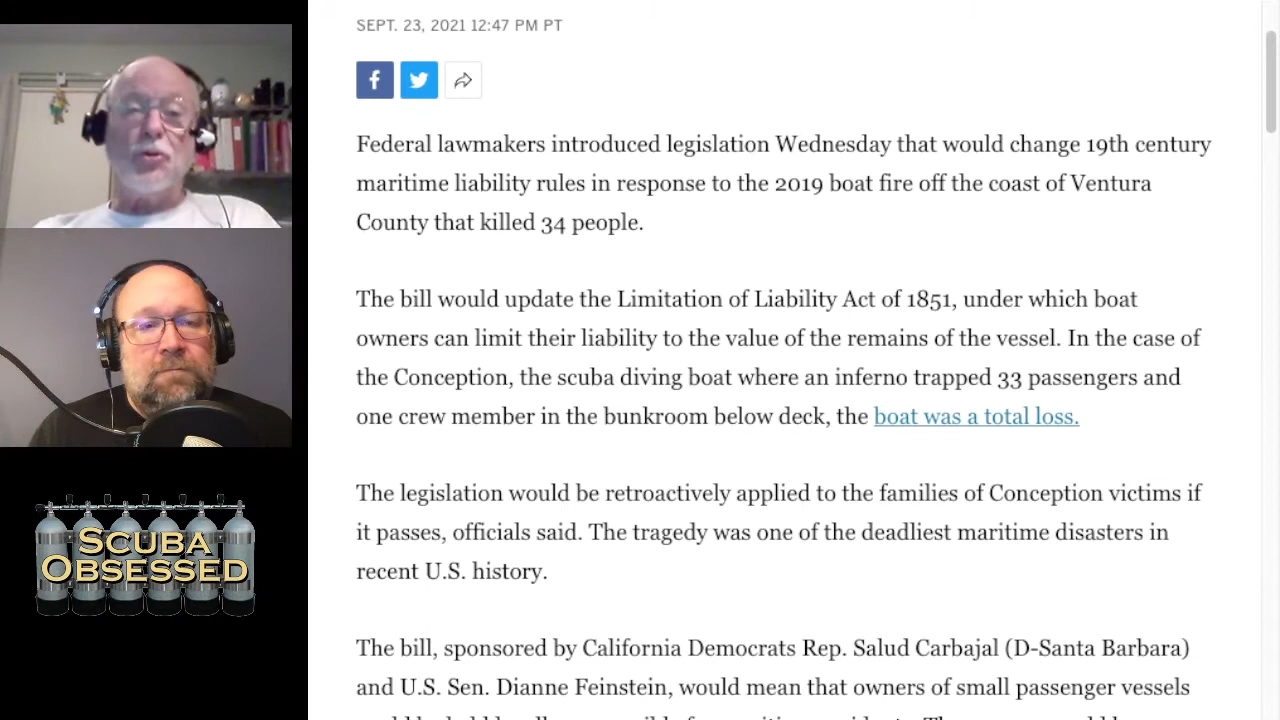 SEPT. 23, 2021 12:47 PM PT
Federal lawmakers introduced legislation Wednesday that would change 19th century
maritime liability rules in response to the 2019 boat fire off the coast of Ventura
County that killed 34 people.
The bill would update the Limitation of Liability Act of 1851, under which boat
owners can limit their liability to the value of the remains of the vessel. In the case of
the Conception, the scuba diving boat where an inferno trapped 33 passengers and
one crew member in the bunkroom below deck, the boat was a total loss.
The legislation would be retroactively applied to the families of Conception victims if
it passes, officials said. The tragedy was one of the deadliest maritime disasters in
recent U.S. history.
The bill, sponsored by California Democrats Rep. Salud Carbajal (D-Santa Barbara)
and U.S. Sen. Dianne Feinstein, would mean that owners of small passenger vessels
SCUBA
OBSESSED